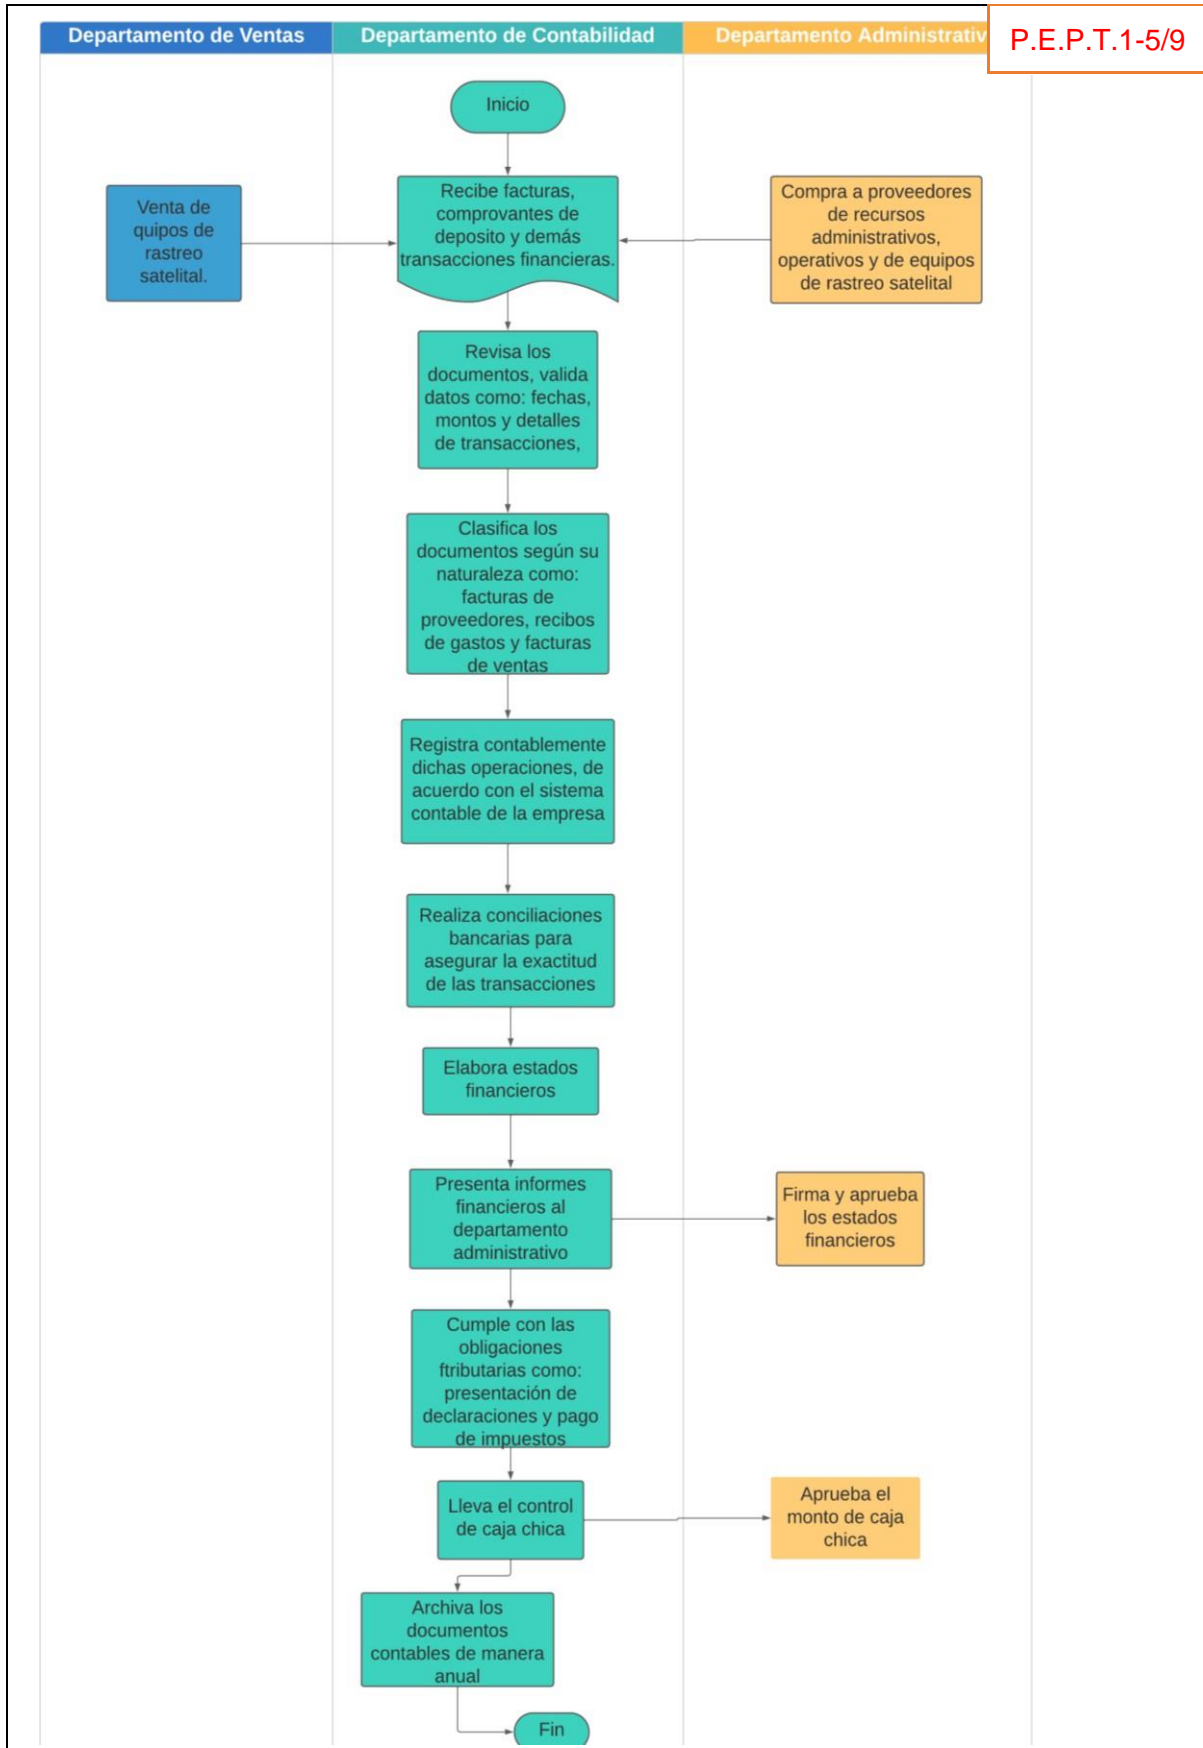 Departamento de Ventas
Departamento de Contabilidad
Departamento Administrativ
P.E.P.T.1-5/9
Inicio
Venta de
quipos de
rastreo
satelital.
Recibe facturas,
comprovantes de
deposito y demás
transacciones financieras.
Compra a proveedores
de recursos
administrativos,
operativos y de equipos
de rastreo satelital
Revisa los
documentos, valida
datos como: fechas,
montos y detalles
de transacciones,
Clasifica los
documentos según su
naturaleza como:
facturas de
proveedores, recibos
de gastos y facturas
de ventas
Registra contablemente
dichas operaciones, de
acuerdo con el sistema
contable de la empresa
Realiza conciliaciones
bancarias para
asegurar la exactitud
de las transacciones
Elabora estados
financieros
Presenta informes
financieros al
departamento
administrativo
Firma y aprueba
los estados
financieros
Cumple con las
obligaciones
ftributarias como:
presentación de
declaraciones y pago
de impuestos
Lleva el control
de caja chica
Aprueba el
monto de caja
chica
Archiva los
documentos
contables de manera
anual
Fin